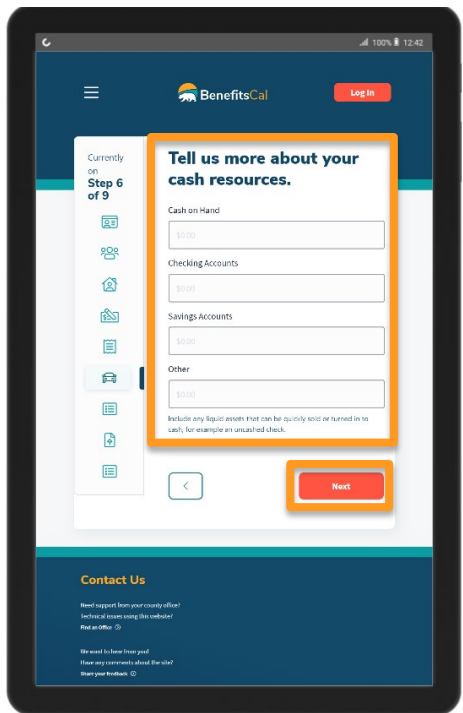 100% 12:42
BenefitsCal
Log In
Currently
on
Step 6
of 9
Tell us more about your
cash resources.
Cash on Hand
$0.00
Checking Accounts
$0.00
Savings Accounts
$0.00
Other
$0.00
Include any liquid assets that can be quickly sold or turned in to
cash, for example an uncashed check.
Next
Contact Us
Need support from your county office?
Technical issues using this website?
Find an Office
We want to hear from you!
Have any comments about the site?
Share your feedback